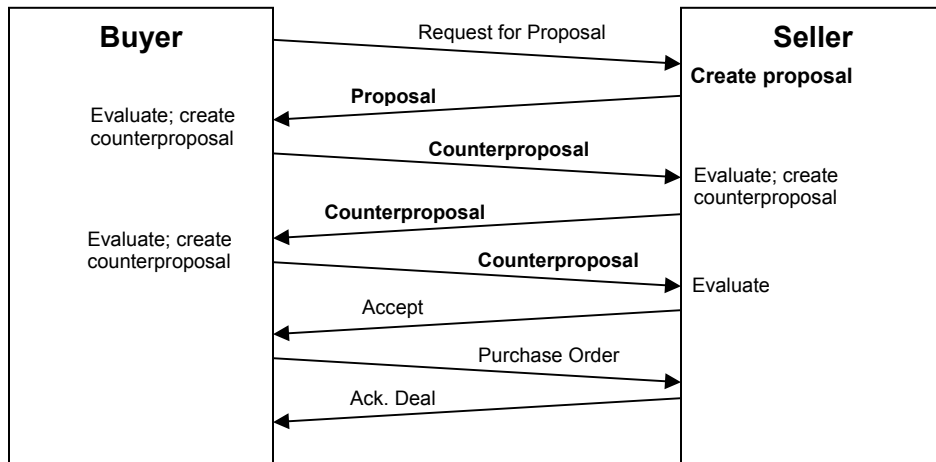 Buyer
Seller
Request for Proposal
Create proposal
Proposal
Evaluate; create
counterproposal
Counterproposal
Evaluate; create
counterproposal
Counterproposal
Evaluate; create
counterproposal
Counterproposal
Evaluate
Accept
Purchase Order
Ack. Deal